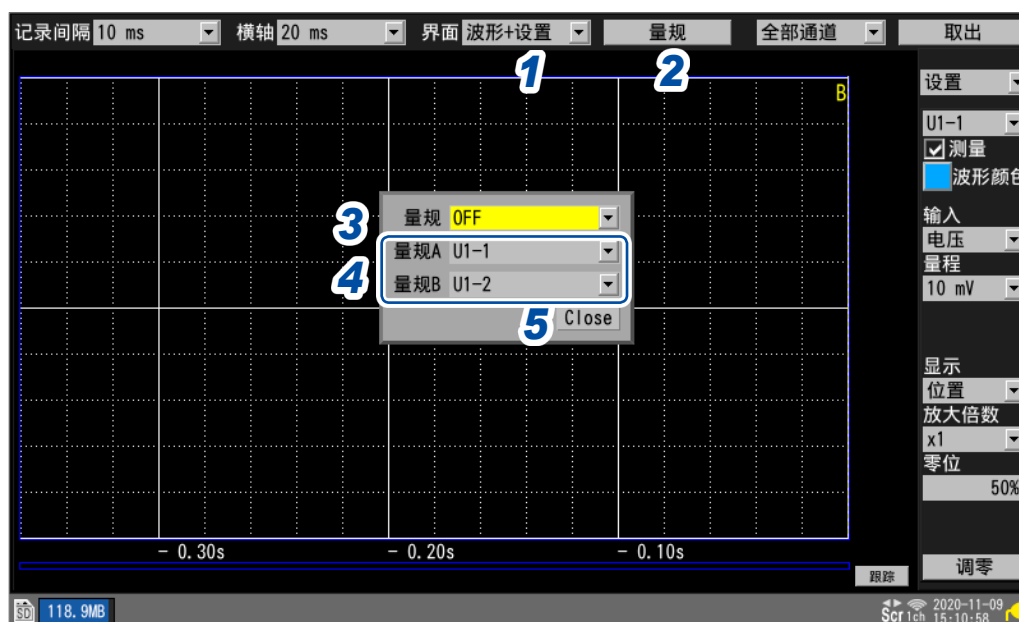 记录间隔 10 ms 横轴 20 ms 界面 波形+设置 量规 全部通道 取出
1 2
设置
B
U1-1
测量
波形颜色
3 量规 OFF
输入
4 量规A U1-1
电压
量规B U1-2
量程
10 mV
5 Close
显示
位置
放大倍数
x1
零位
50%
- 0.30s - 0.20s - 0.10s
调零
跟踪
SD 118.9MB Scr 1ch 2020-11-09
15:10:58